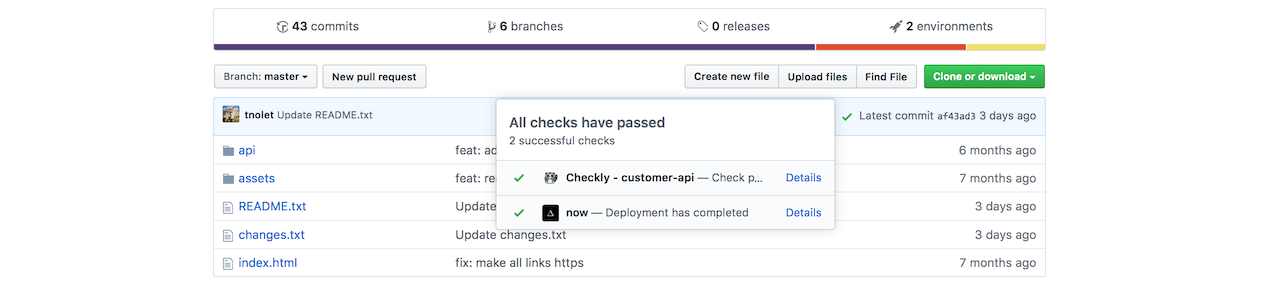 43 commits 6 branches 0 releases 2 environments
Branch: master New pull request Create new file Upload files Find File Clone or download
tnolet Update README.txt Latest commit af43ad3 3 days ago
All checks have passed
2 successful checks
api feat: ad 6 months ago
assets feat: re 7 months ago
Checkly - customer-api — Check p... Details
README.txt Update 3 days ago
now — Deployment has completed Details
changes.txt Update changes.txt 3 days ago
index.html fix: make all links https 7 months ago